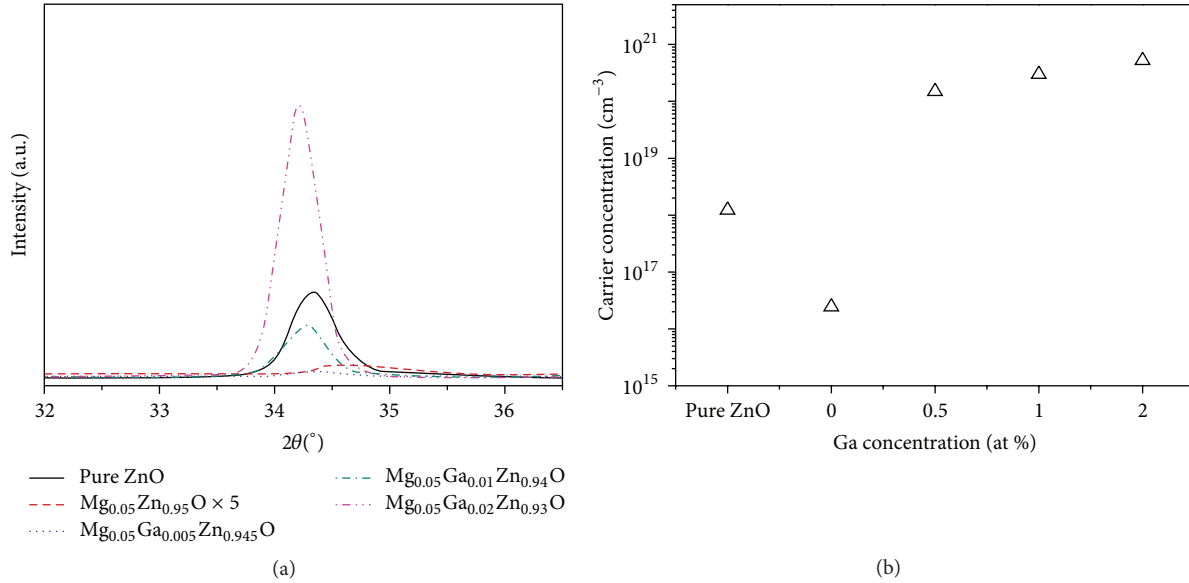 Intensity (a.u.)
32 33 34 35 36
2θ(°)
Pure ZnO
Mg0.05Zn0.95O × 5
Mg0.05Ga0.005Zn0.945O
Mg0.05Ga0.01Zn0.94O
Mg0.05Ga0.02Zn0.93O
(a)
Carrier concentration (cm−3)
10^21
10^19
10^17
10^15
Pure ZnO 0 0.5 1 2
Ga concentration (at %)
(b)